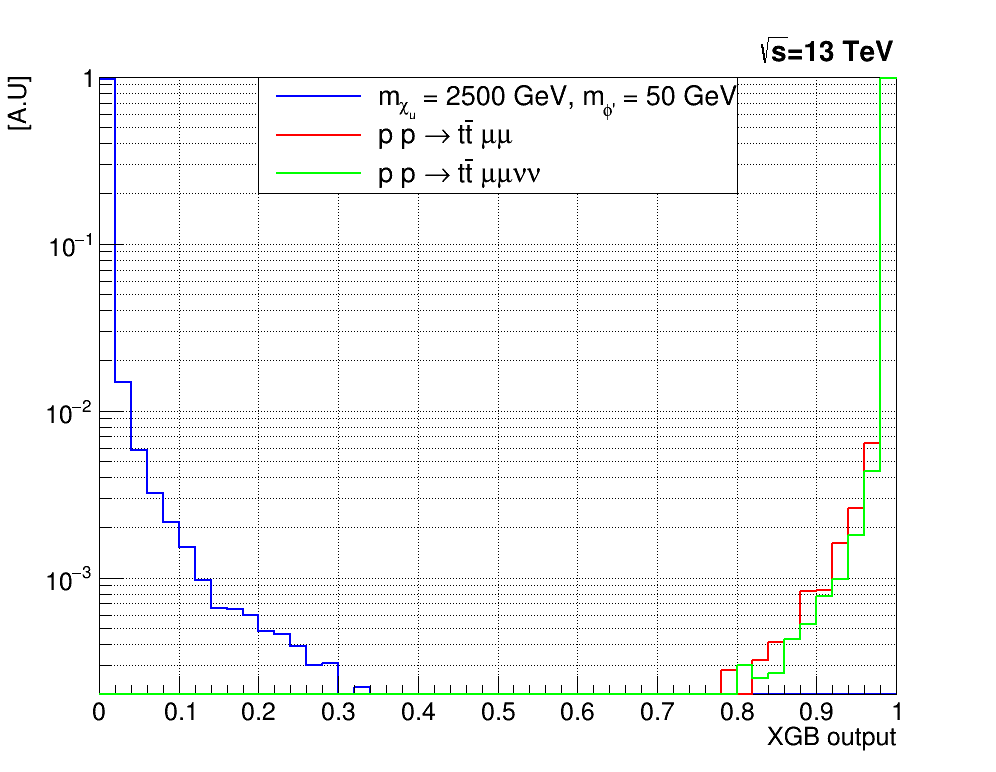 √s=13 TeV
[A.U]
m_χ_u = 2500 GeV, m_ϕ' = 50 GeV
p p → tt̄ μμ
p p → tt̄ μμνν
1
10⁻¹
10⁻²
10⁻³
0 0.1 0.2 0.3 0.4 0.5 0.6 0.7 0.8 0.9 1
XGB output